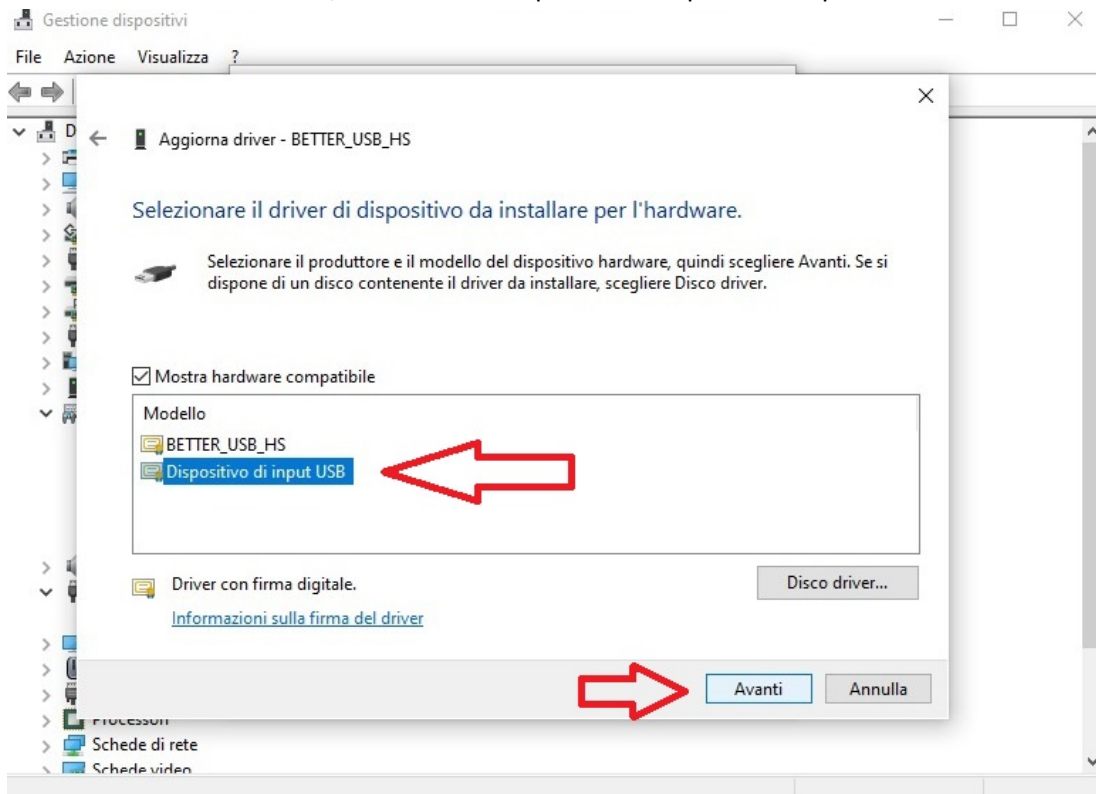 Gestione dispositivi
File Azione Visualizza ?
Aggiorna driver - BETTER_USB_HS
Selezionare il driver di dispositivo da installare per l'hardware.
Selezionare il produttore e il modello del dispositivo hardware, quindi scegliere Avanti. Se si
dispone di un disco contenente il driver da installare, scegliere Disco driver.
Mostra hardware compatibile
Modello
BETTER_USB_HS
Dispositivo di input USB
Driver con firma digitale.
Disco driver...
Informazioni sulla firma del driver
Avanti Annulla
Processori
Schede di rete
Schede video